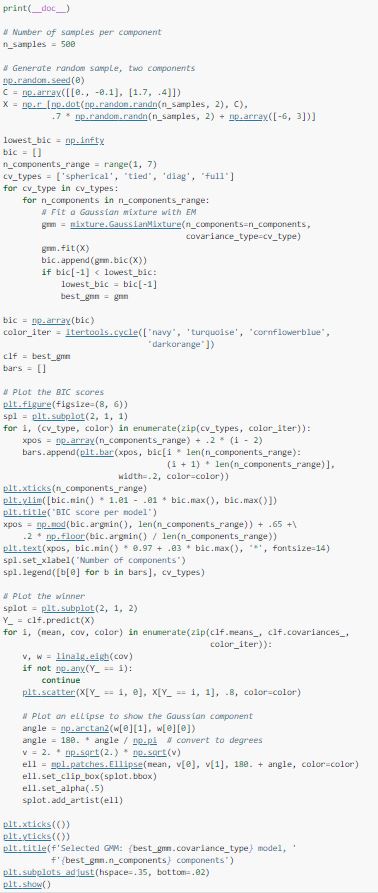 print(__doc__)

# Number of samples per component
n_samples = 500

# Generate random sample, two components
np.random.seed(0)
C = np.array([[0., -0.1], [1.7, .4]])
X = np.r_[np.dot(np.random.randn(n_samples, 2), C),
          .7 * np.random.randn(n_samples, 2) + np.array([-6, 3])]

lowest_bic = np.infty
bic = []
n_components_range = range(1, 7)
cv_types = ['spherical', 'tied', 'diag', 'full']
for cv_type in cv_types:
    for n_components in n_components_range:
        # Fit a Gaussian mixture with EM
        gmm = mixture.GaussianMixture(n_components=n_components,
                                      covariance_type=cv_type)
        gmm.fit(X)
        bic.append(gmm.bic(X))
        if bic[-1] < lowest_bic:
            lowest_bic = bic[-1]
            best_gmm = gmm

bic = np.array(bic)
color_iter = itertools.cycle(['navy', 'turquoise', 'cornflowerblue',
                              'darkorange'])
clf = best_gmm
bars = []

# Plot the BIC scores
plt.figure(figsize=(8, 6))
spl = plt.subplot(2, 1, 1)
for i, (cv_type, color) in enumerate(zip(cv_types, color_iter)):
    xpos = np.array(n_components_range) + .2 * (i - 2)
    bars.append(plt.bar(xpos, bic[i * len(n_components_range):
                                  (i + 1) * len(n_components_range)],
                        width=.2, color=color))
plt.xticks(n_components_range)
plt.ylim([bic.min() * 1.01 - .01 * bic.max(), bic.max()])
plt.title('BIC score per model')
xpos = np.mod(bic.argmin(), len(n_components_range)) + .65 +\
    .2 * np.floor(bic.argmin() / len(n_components_range))
plt.text(xpos, bic.min() * 0.97 + .03 * bic.max(), '*', fontsize=14)
spl.set_xlabel('Number of components')
spl.legend([b[0] for b in bars], cv_types)

# Plot the winner
splot = plt.subplot(2, 1, 2)
Y_ = clf.predict(X)
for i, (mean, cov, color) in enumerate(zip(clf.means_, clf.covariances_,
                                           color_iter)):
    v, w = linalg.eigh(cov)
    if not np.any(Y_ == i):
        continue
    plt.scatter(X[Y_ == i, 0], X[Y_ == i, 1], .8, color=color)

    # Plot an ellipse to show the Gaussian component
    angle = np.arctan2(w[0][1], w[0][0])
    angle = 180. * angle / np.pi  # convert to degrees
    v = 2. * np.sqrt(2.) * np.sqrt(v)
    ell = mpl.patches.Ellipse(mean, v[0], v[1], 180. + angle, color=color)
    ell.set_clip_box(splot.bbox)
    ell.set_alpha(.5)
    splot.add_artist(ell)

plt.xticks(())
plt.yticks(())
plt.title(f'Selected GMM: {best_gmm.covariance_type} model, '
          f'{best_gmm.n_components} components')
plt.subplots_adjust(hspace=.35, bottom=.02)
plt.show()